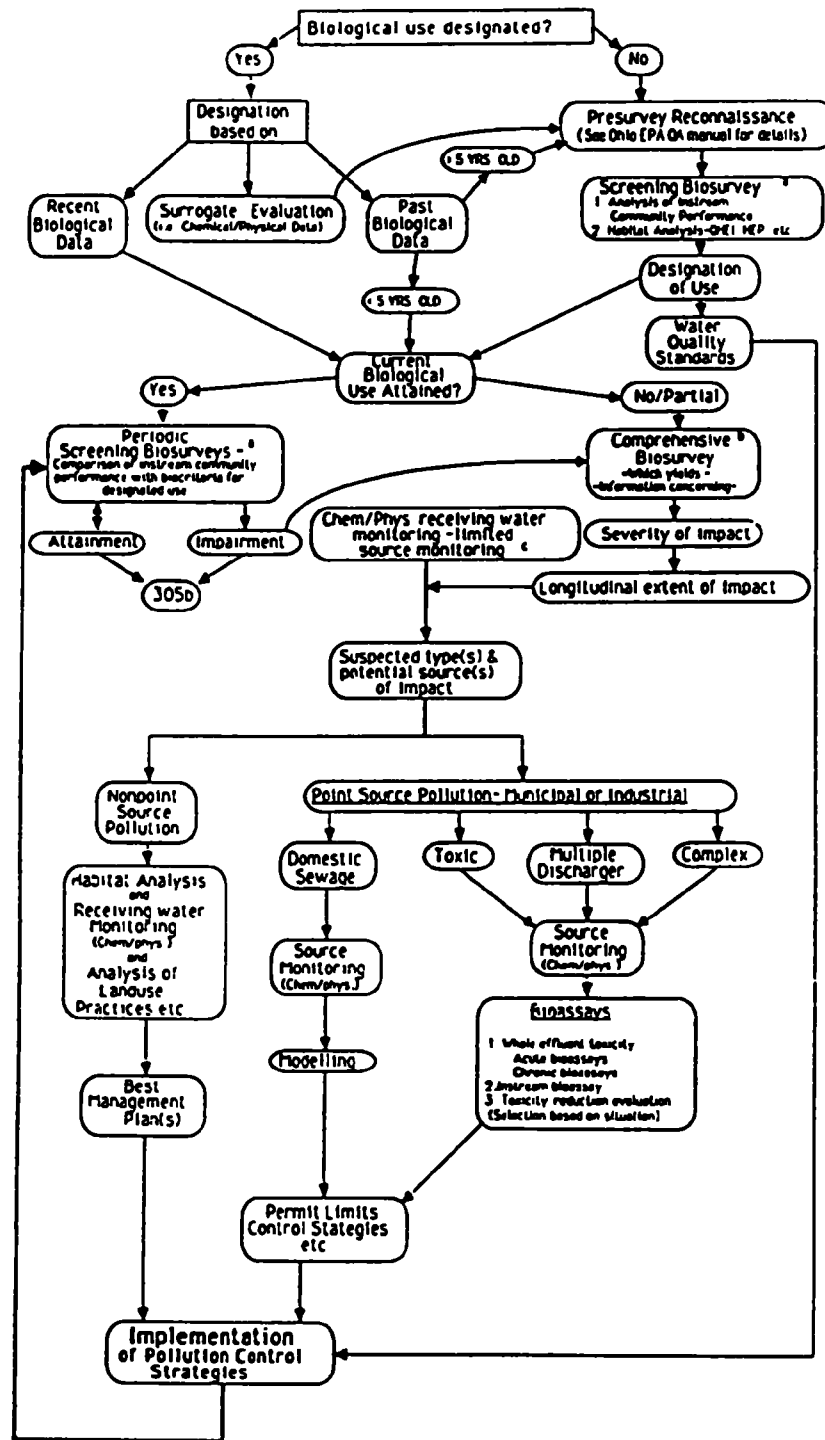 Biological use designated?
Yes
No
Designation
based on
Presurvey Reconnaissance
(See Ohio EPA QA manual for details)
> 5 YRS OLD
Recent
Biological
Data
Surrogate Evaluation
(i.e. Chemical/Physical Data)
Past
Biological
Data
Screening Biosurvey a
1 Analysis of Instream
Community Performance
2 Habitat Analysis-QHEI HEP etc
< 5 YRS OLD
Designation
of Use
Water
Quality
Standards
Current
Biological
Use Attained?
Yes
No/Partial
Periodic
Screening Biosurveys - a
Comparison of instream community
performance with biocriteria for
designated use
Comprehensive b
Biosurvey
-Which yields-
-Information concerning-
Attainment
Impairment
305b
Chem/Phys receiving water
monitoring-limited
source monitoring c
Severity of Impact
Longitudinal extent of Impact
Suspected type(s) &
potential source(s)
of Impact
Nonpoint
Source
Pollution
Point Source Pollution- Municipal or Industrial
Domestic
Sewage
Toxic
Multiple
Discharger
Complex
Habitat Analysis
and
Receiving water
Monitoring
(Chem/phys.)
and
Analysis of
Landuse
Practices etc
Source
Monitoring
(Chem/phys.)
Source
Monitoring
(Chem/phys.)
Bioassays
1 Whole effluent toxicity
Acute bioassays
Chronic bioassays
2 Instream bioassay
3 Toxicity reduction evaluation
(Selection based on situation)
Modelling
Best
Management
Plan(s)
Permit Limits
Control Stategies
etc
Implementation
of Pollution Control
Strategies